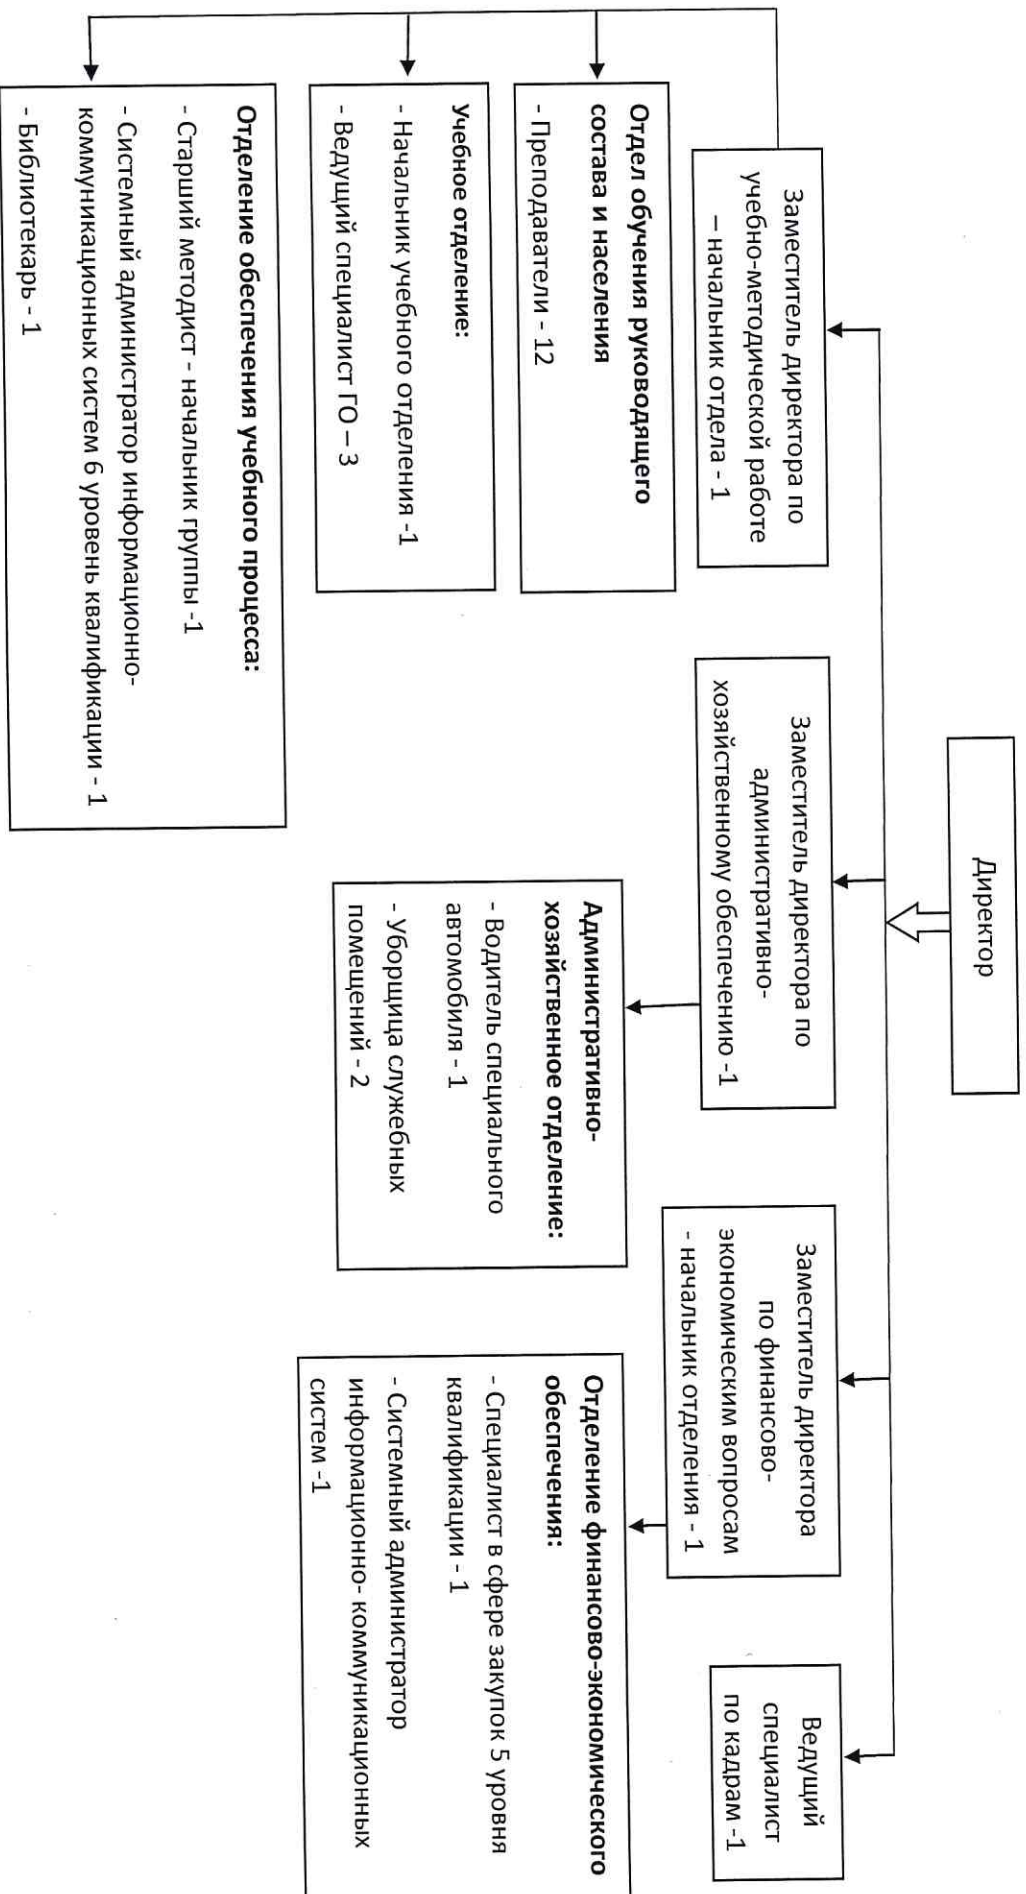 Директор
Заместитель директора по
учебно-методической работе
– начальник отдела - 1
Заместитель директора по
административно-
хозяйственному обеспечению -1
Заместитель директора
по финансово-
экономическим вопросам
- начальник отделения - 1
Ведущий
специалист
по кадрам -1
Отдел обучения руководящего
состава и населения
- Преподаватели - 12
Учебное отделение:
- Начальник учебного отделения -1
- Ведущий специалист ГО – 3
Отделение обеспечения учебного процесса:
- Старший методист - начальник группы -1
- Системный администратор информационно-
коммуникационных систем 6 уровень квалификации - 1
- Библиотекарь - 1
Административно-
хозяйственное отделение:
- Водитель специального
автомобиля - 1
- Уборщица служебных
помещений - 2
Отделение финансово-экономического
обеспечения:
- Специалист в сфере закупок 5 уровня
квалификации - 1
- Системный администратор
информационно- коммуникационных
систем -1